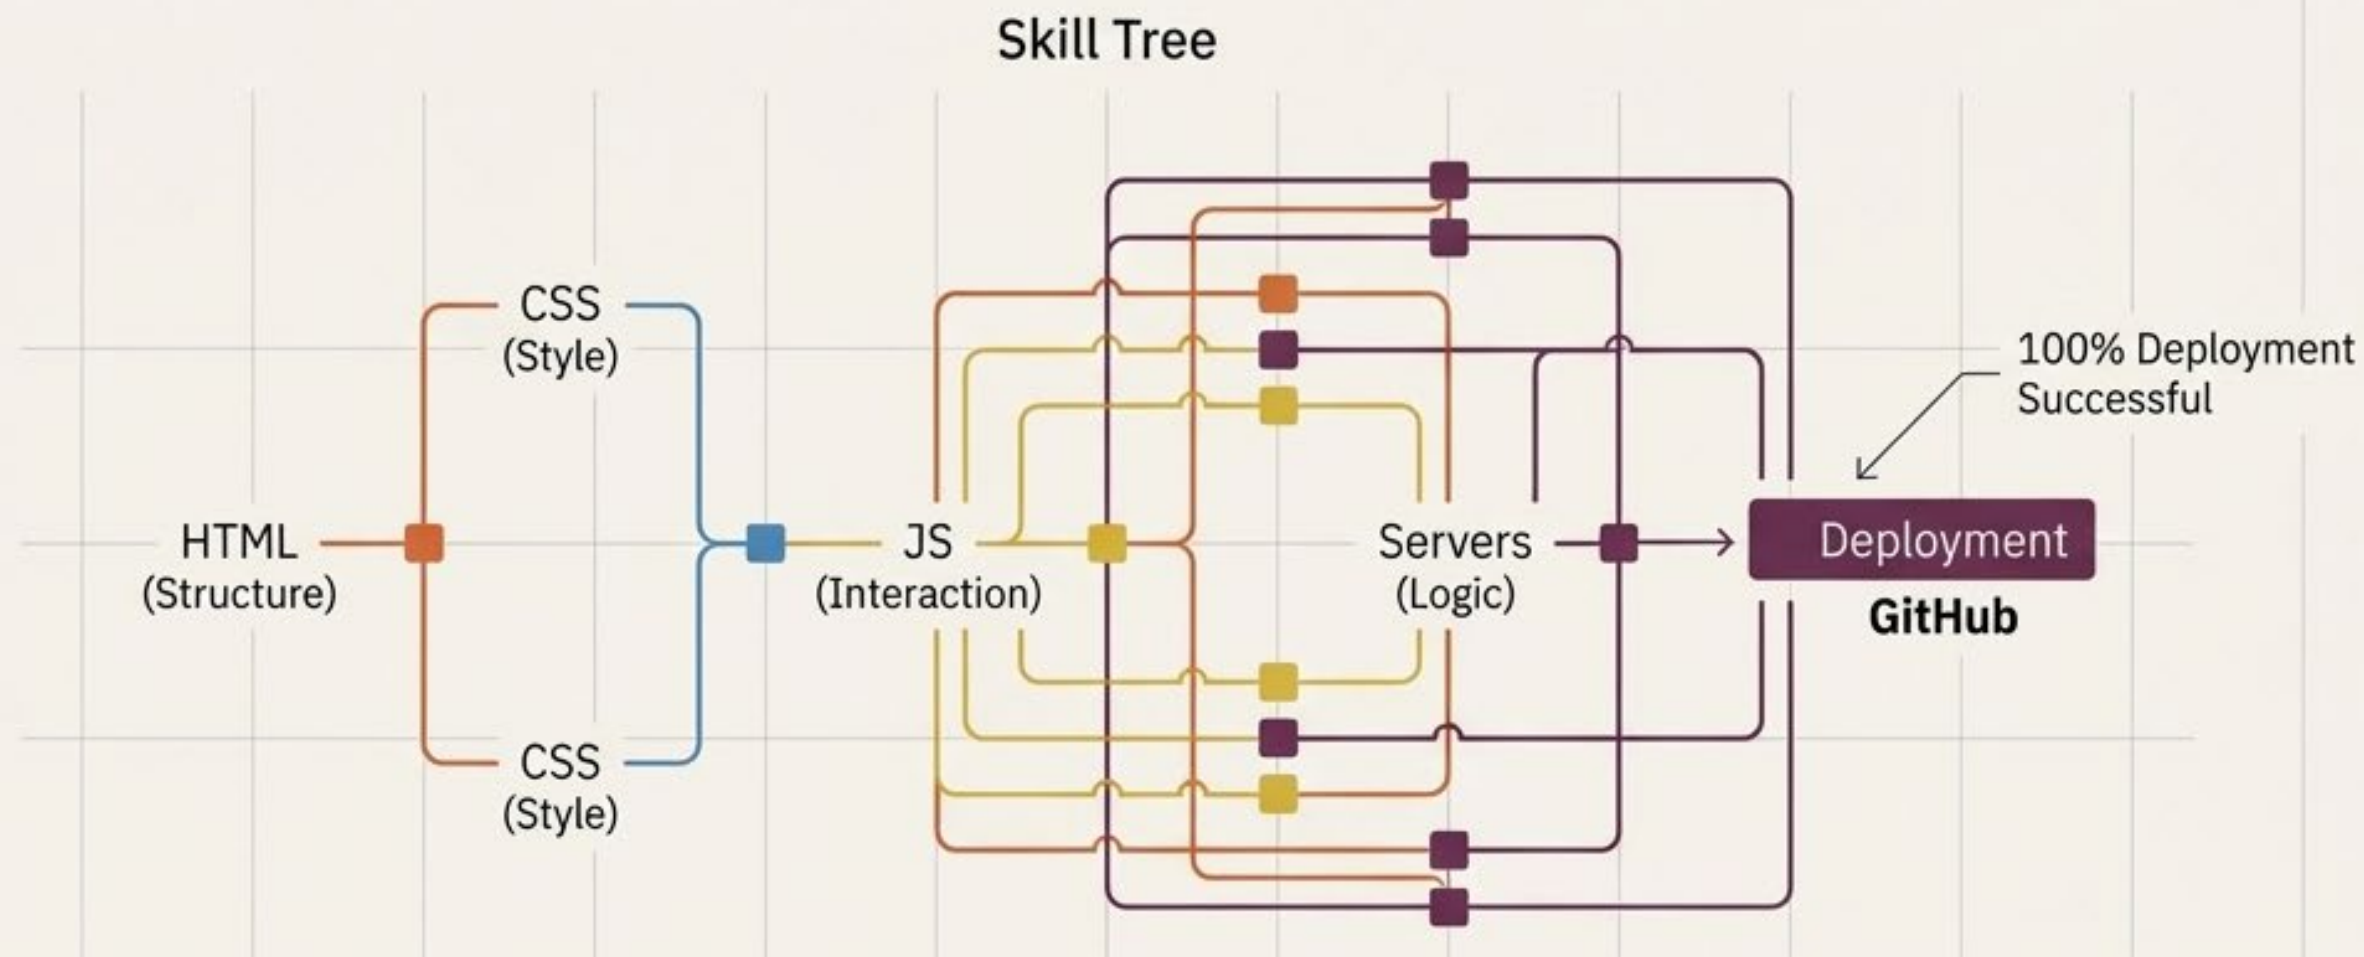 Skill Tree
CSS
(Style)
HTML
(Structure)
CSS
(Style)
JS
(Interaction)
Servers
(Logic)
100% Deployment
Successful
Deployment
GitHub